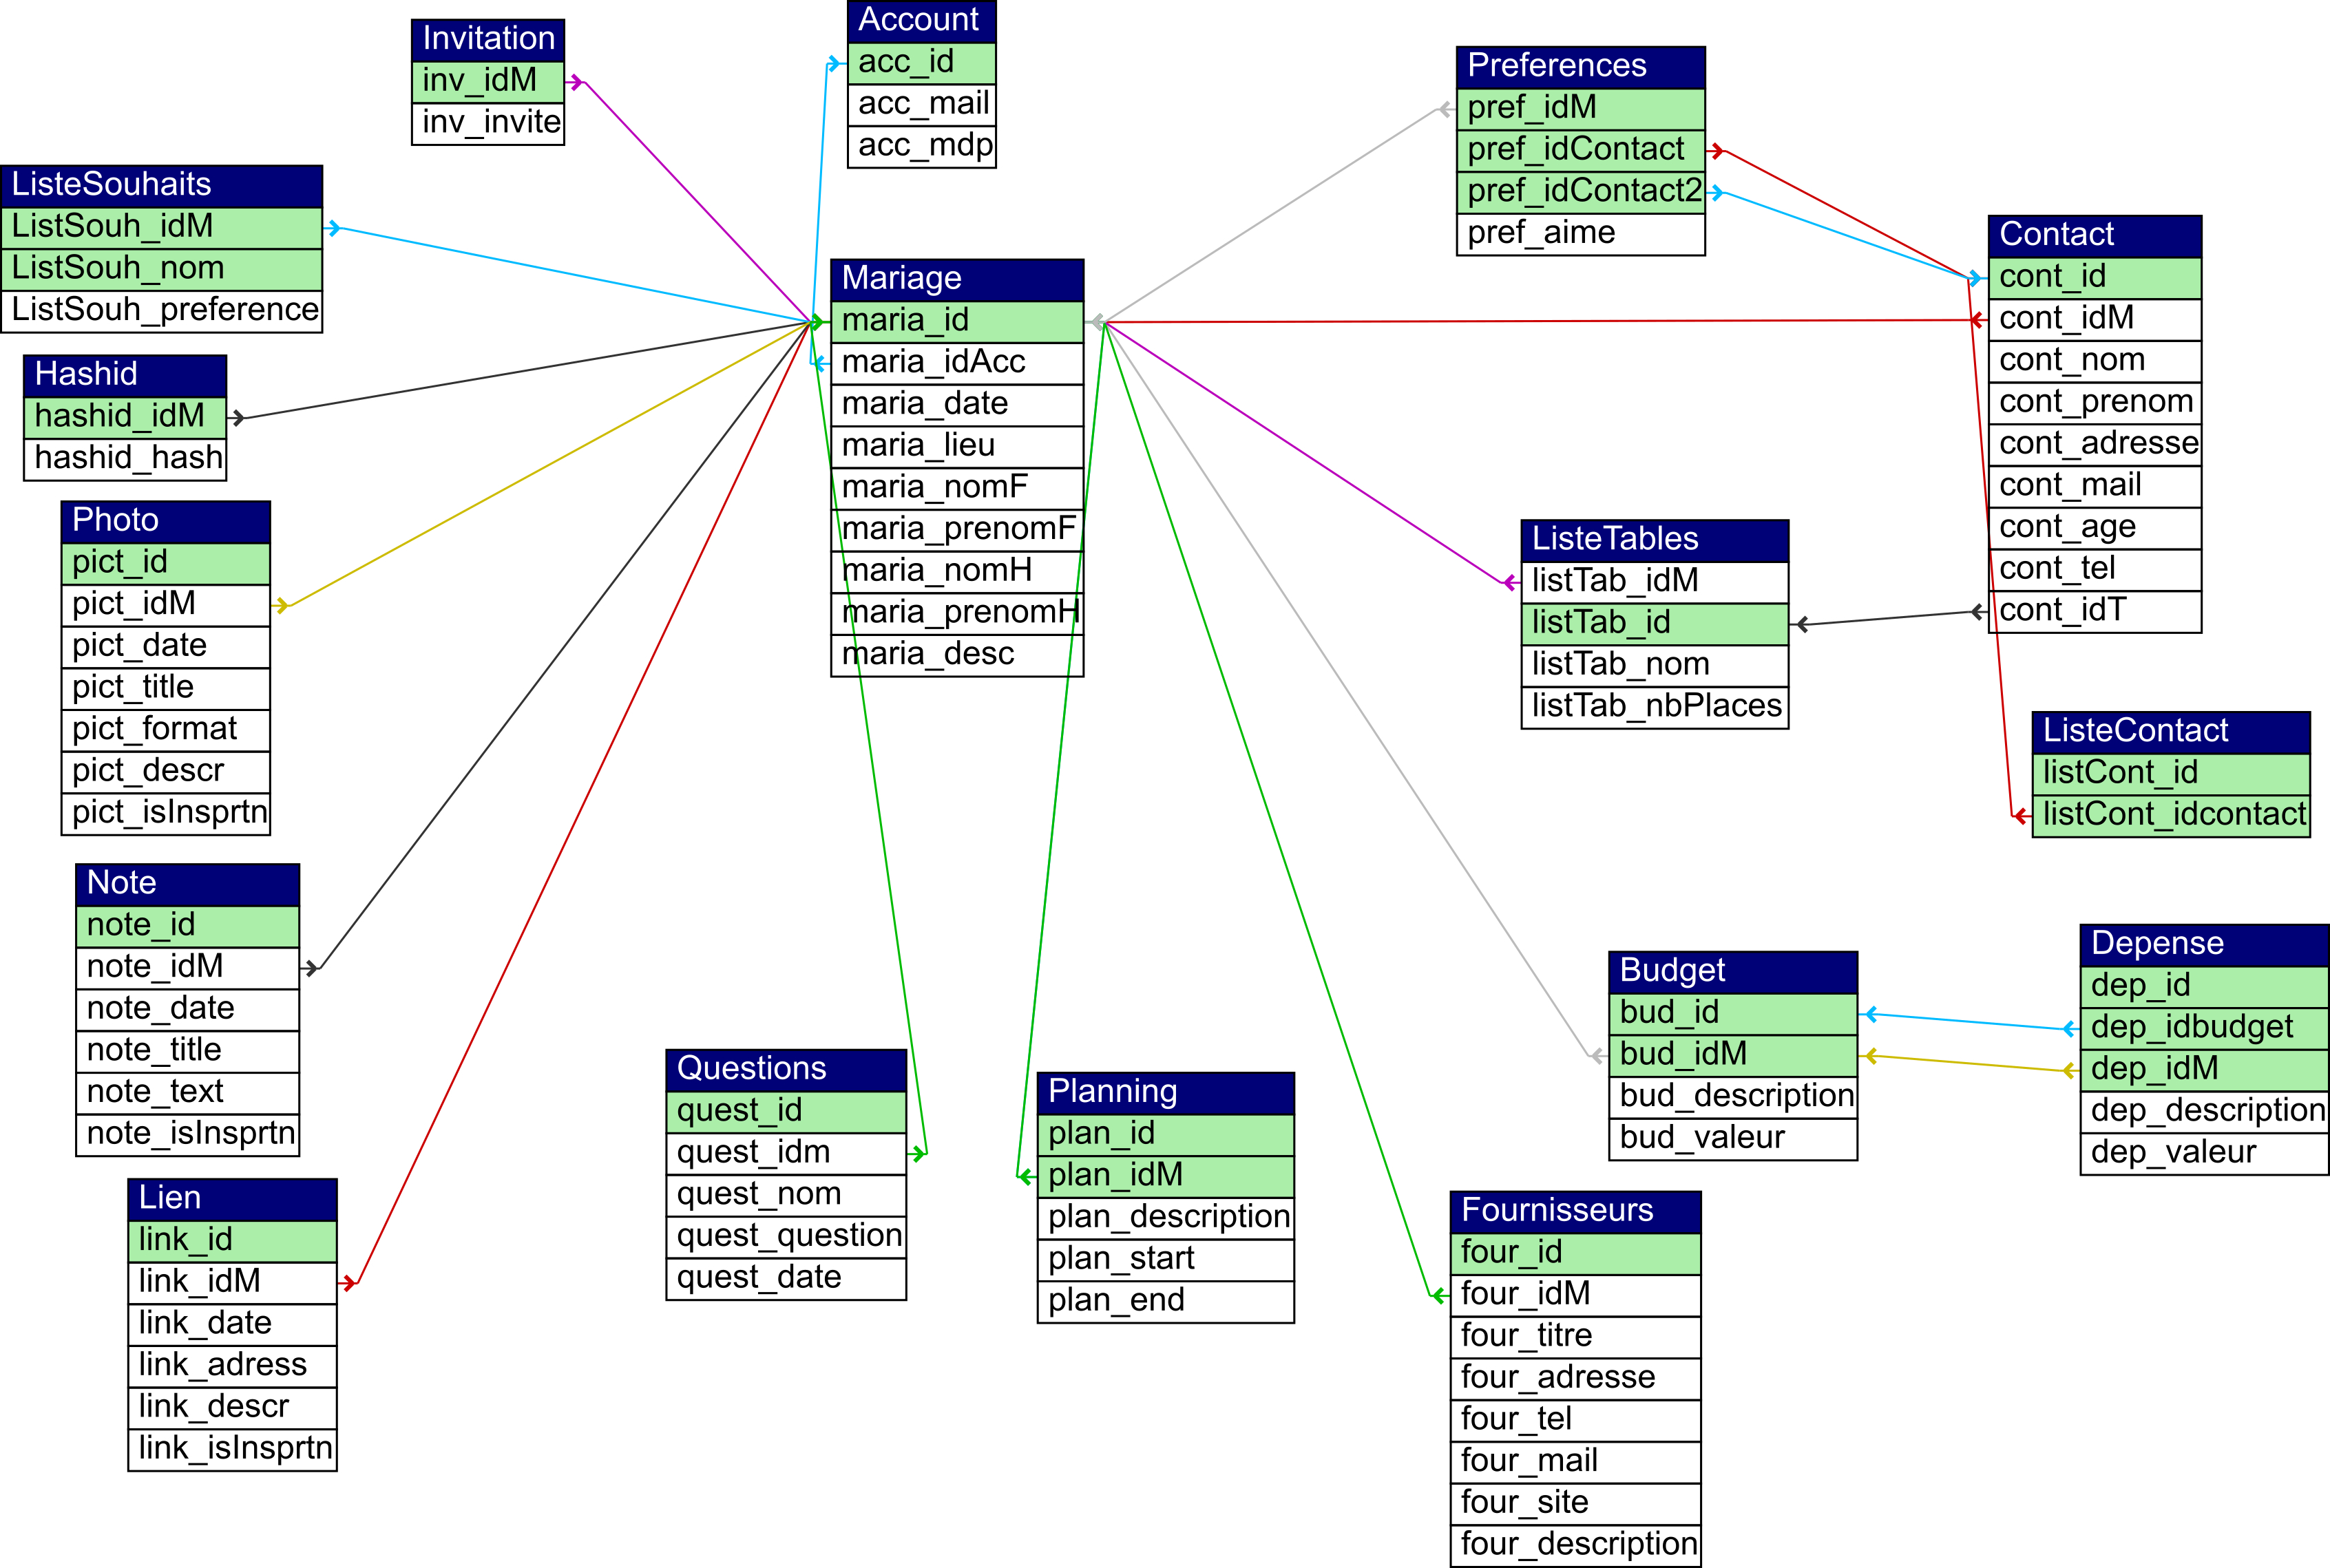 Invitation
inv_idM
inv_invite
Account
acc_id
acc_mail
acc_mdp
Preferences
pref_idM
pref_idContact
pref_idContact2
pref_aime
ListeSouhaits
ListSouh_idM
ListSouh_nom
ListSouh_preference
Mariage
maria_id
maria_idAcc
maria_date
maria_lieu
maria_nomF
maria_prenomF
maria_nomH
maria_prenomH
maria_desc
Contact
cont_id
cont_idM
cont_nom
cont_prenom
cont_adresse
cont_mail
cont_age
cont_tel
cont_idT
Hashid
hashid_idM
hashid_hash
Photo
pict_id
pict_idM
pict_date
pict_title
pict_format
pict_descr
pict_isInsprtn
ListeTables
listTab_idM
listTab_id
listTab_nom
listTab_nbPlaces
ListeContact
listCont_id
listCont_idcontact
Note
note_id
note_idM
note_date
note_title
note_text
note_isInsprtn
Budget
bud_id
bud_idM
bud_description
bud_valeur
Depense
dep_id
dep_idbudget
dep_idM
dep_description
dep_valeur
Questions
quest_id
quest_idm
quest_nom
quest_question
quest_date
Planning
plan_id
plan_idM
plan_description
plan_start
plan_end
Lien
link_id
link_idM
link_date
link_adress
link_descr
link_isInsprtn
Fournisseurs
four_id
four_idM
four_titre
four_adresse
four_tel
four_mail
four_site
four_description